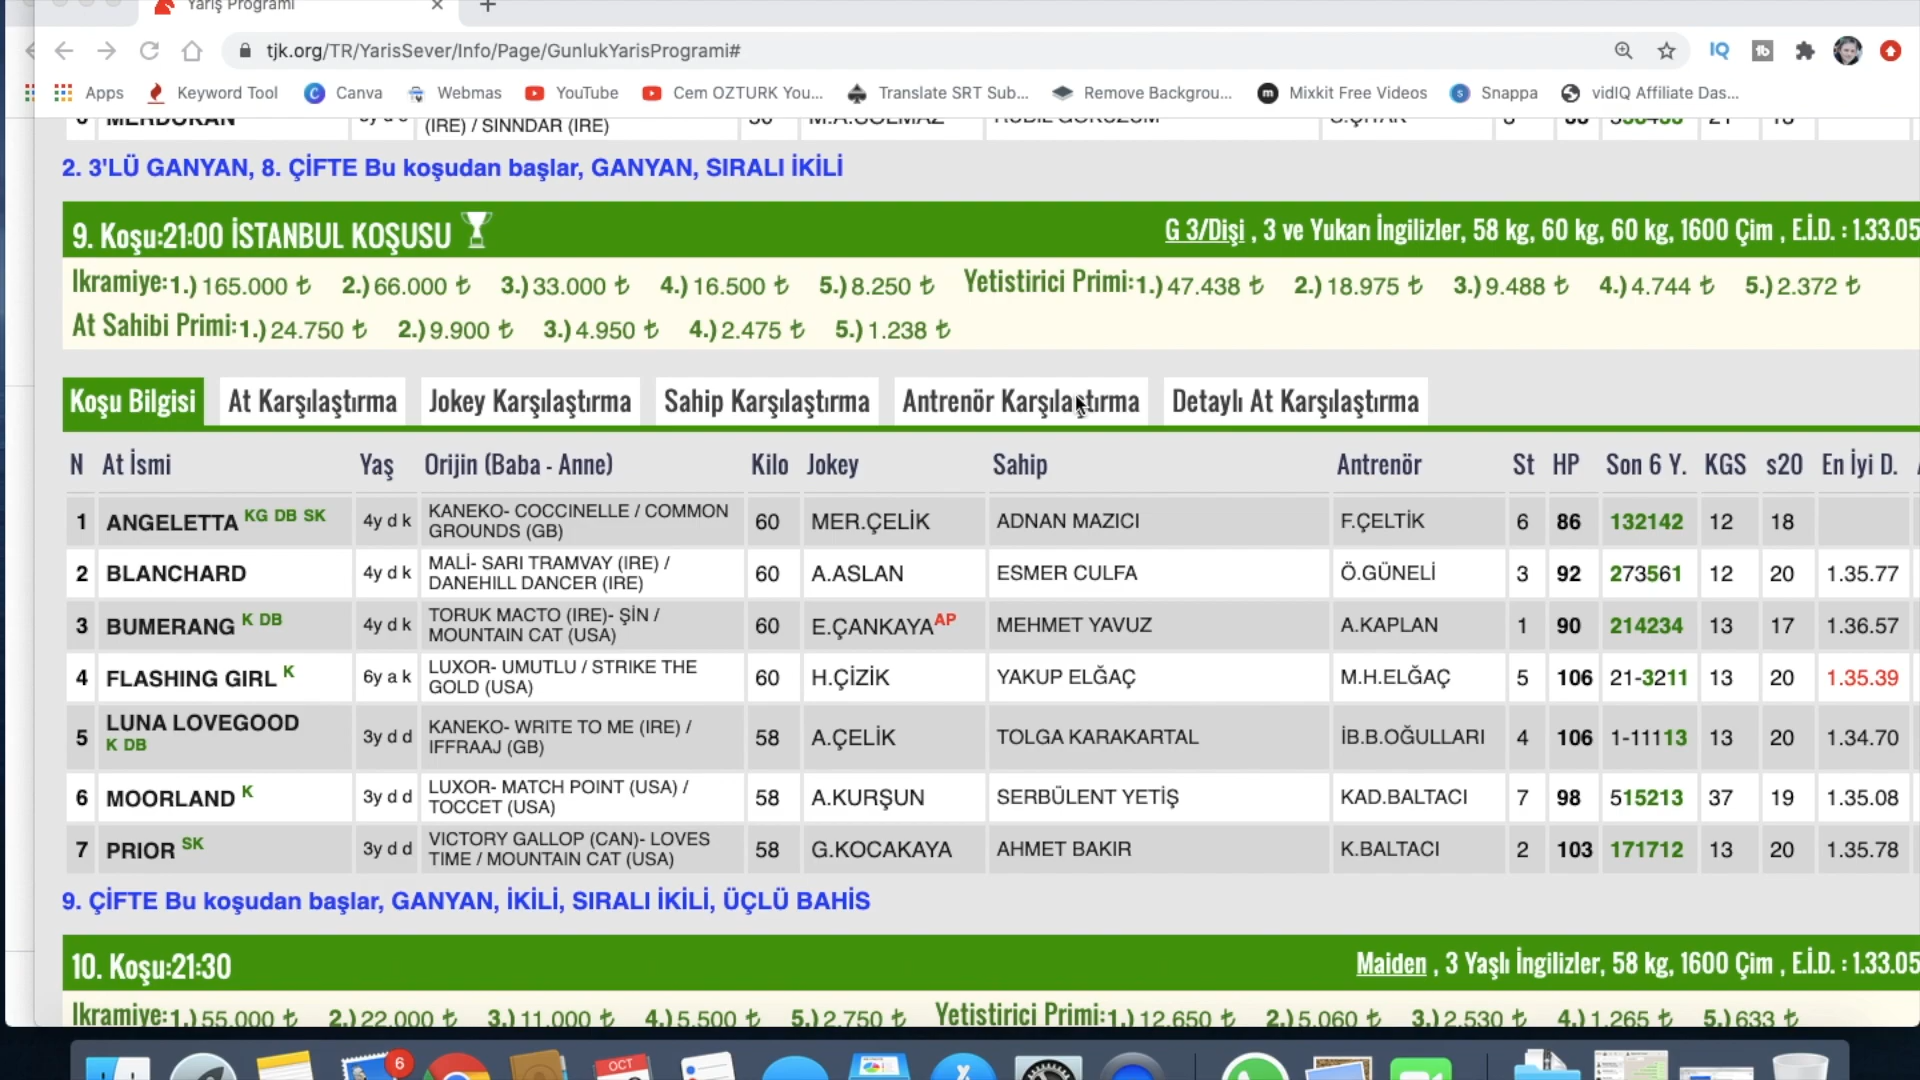 Yarış Programı
tjk.org/TR/YarisSever/Info/Page/GunlukYarisProgrami#
IQ tb
Apps Keyword Tool Canva Webmas YouTube Cem OZTURK You... Translate SRT Sub... Remove Backgrou... Mixkit Free Videos Snappa vidIQ Affiliate Das...
(IRE) / SINNDAR (IRE)
2. 3'LÜ GANYAN, 8. ÇİFTE Bu koşudan başlar, GANYAN, SIRALI İKİLİ
9. Koşu:21:00 İSTANBUL KOŞUSU G 3/Dişi , 3 ve Yukarı İngilizler, 58 kg, 60 kg, 60 kg, 1600 Çim , E.İ.D. : 1.33.05
Ikramiye:1.) 165.000 ₺ 2.) 66.000 ₺ 3.) 33.000 ₺ 4.) 16.500 ₺ 5.) 8.250 ₺ Yetistirici Primi:1.) 47.438 ₺ 2.) 18.975 ₺ 3.) 9.488 ₺ 4.) 4.744 ₺ 5.) 2.372 ₺
At Sahibi Primi:1.) 24.750 ₺ 2.) 9.900 ₺ 3.) 4.950 ₺ 4.) 2.475 ₺ 5.) 1.238 ₺
Koşu Bilgisi At Karşılaştırma Jokey Karşılaştırma Sahip Karşılaştırma Antrenör Karşılaştırma Detaylı At Karşılaştırma
N At İsmi Yaş Orijin (Baba - Anne) Kilo Jokey Sahip Antrenör St HP Son 6 Y. KGS s20 En İyi D.
1 ANGELETTA KG DB SK 4y d k KANEKO- COCCINELLE / COMMON GROUNDS (GB) 60 MER.ÇELİK ADNAN MAZICI F.ÇELTİK 6 86 132142 12 18
2 BLANCHARD 4y d k MALİ- SARI TRAMVAY (IRE) / DANEHILL DANCER (IRE) 60 A.ASLAN ESMER CULFA Ö.GÜNELİ 3 92 273561 12 20 1.35.77
3 BUMERANG K DB 4y d k TORUK MACTO (IRE)- ŞİN / MOUNTAIN CAT (USA) 60 E.ÇANKAYA AP MEHMET YAVUZ A.KAPLAN 1 90 214234 13 17 1.36.57
4 FLASHING GIRL K 6y a k LUXOR- UMUTLU / STRIKE THE GOLD (USA) 60 H.ÇİZİK YAKUP ELĞAÇ M.H.ELĞAÇ 5 106 21-3211 13 20 1.35.39
5 LUNA LOVEGOOD K DB 3y d d KANEKO- WRITE TO ME (IRE) / IFFRAAJ (GB) 58 A.ÇELİK TOLGA KARAKARTAL İB.B.OĞULLARI 4 106 1-11113 13 20 1.34.70
6 MOORLAND K 3y d d LUXOR- MATCH POINT (USA) / TOCCET (USA) 58 A.KURŞUN SERBÜLENT YETİŞ KAD.BALTACI 7 98 515213 37 19 1.35.08
7 PRIOR SK 3y d d VICTORY GALLOP (CAN)- LOVES TIME / MOUNTAIN CAT (USA) 58 G.KOCAKAYA AHMET BAKIR K.BALTACI 2 103 171712 13 20 1.35.78
9. ÇİFTE Bu koşudan başlar, GANYAN, İKİLİ, SIRALI İKİLİ, ÜÇLÜ BAHİS
10. Koşu:21:30 Maiden , 3 Yaşlı İngilizler, 58 kg, 1600 Çim , E.İ.D. : 1.33.05
Ikramiye:1.) 55.000 ₺ 2.) 22.000 ₺ 3.) 11.000 ₺ 4.) 5.500 ₺ 5.) 2.750 ₺ Yetistirici Primi:1.) 12.650 ₺ 2.) 5.060 ₺ 3.) 2.530 ₺ 4.) 1.265 ₺ 5.) 633 ₺
6 OCT